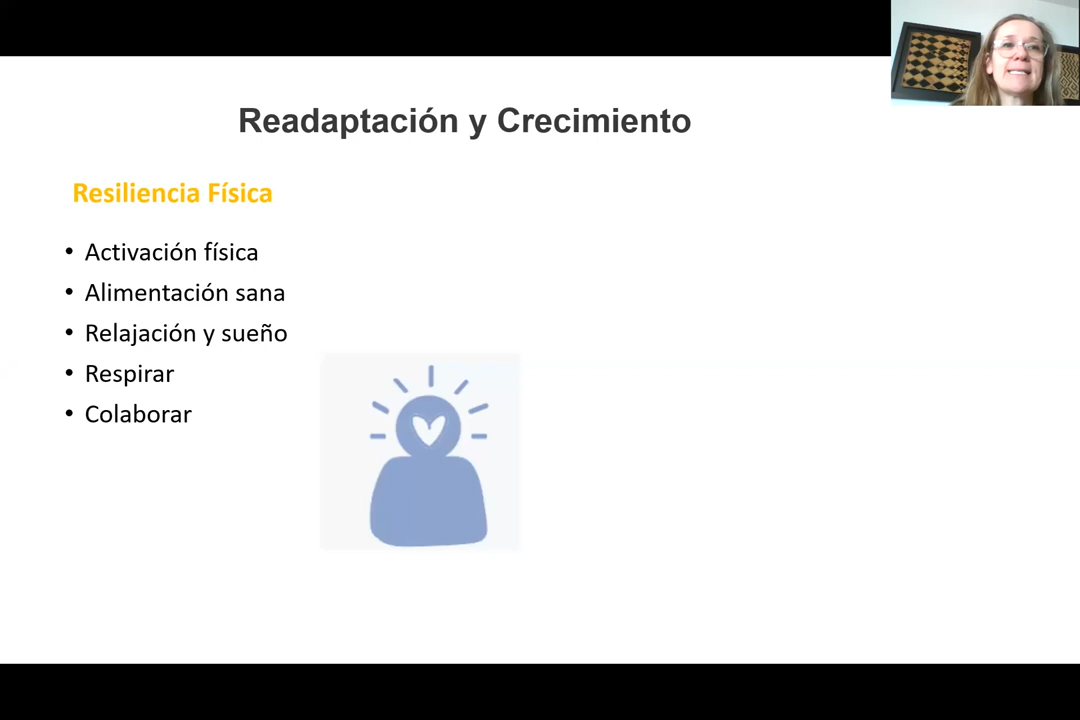 Readaptación y Crecimiento
Resiliencia Física
• Activación física
• Alimentación sana
• Relajación y sueño
• Respirar
• Colaborar